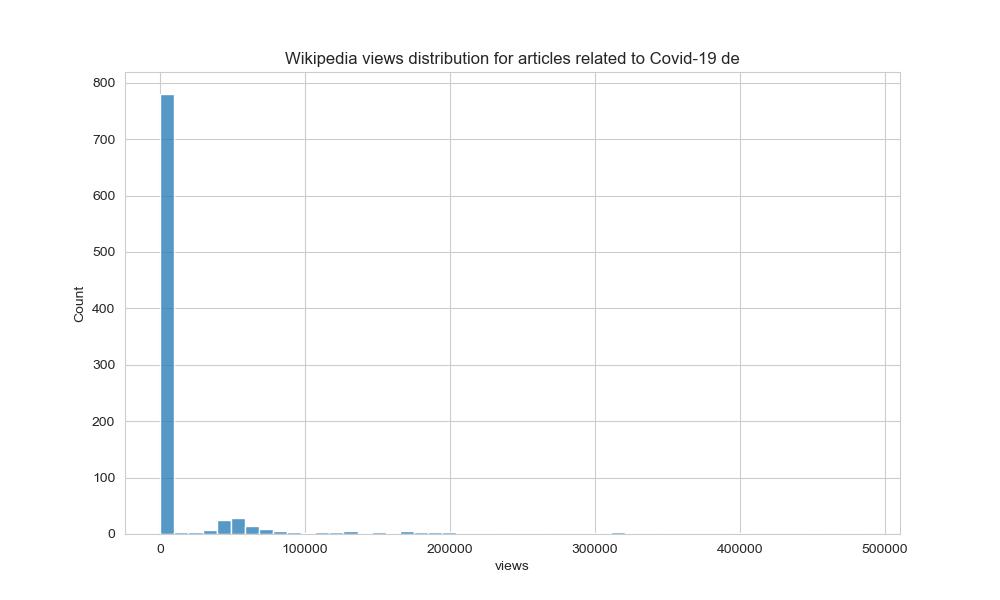 Wikipedia views distribution for articles related to Covid-19 de
800
700
600
500
400
300
200
100
0
Count
0 100000 200000 300000 400000 500000
views